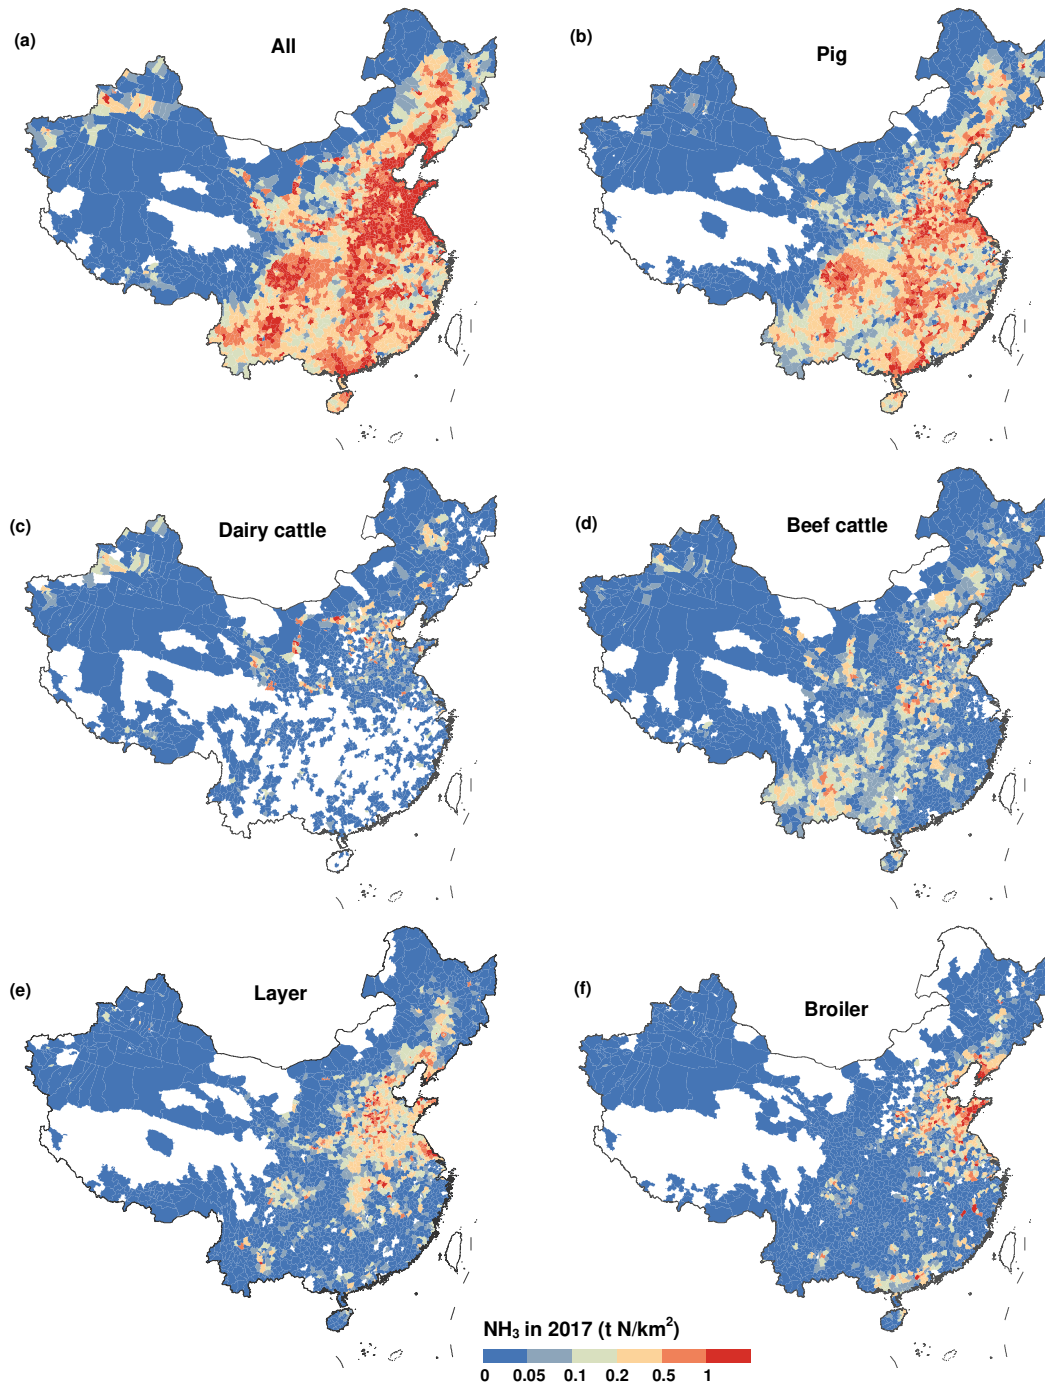 (a)
All
(b)
Pig
(c)
Dairy cattle
(d)
Beef cattle
(e)
Layer
(f)
Broiler
NH₃ in 2017 (t N/km²)
0 0.05 0.1 0.2 0.5 1